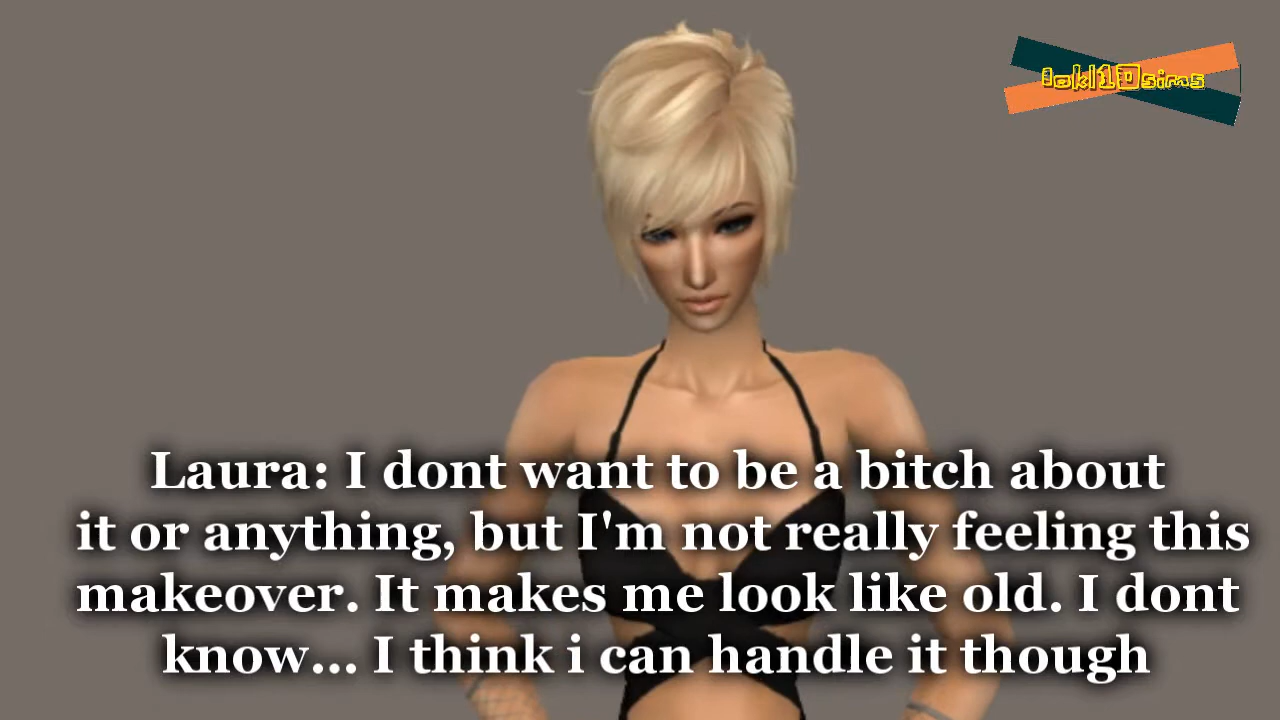 lokl10sims
Laura: I dont want to be a bitch about
it or anything, but I'm not really feeling this
makeover. It makes me look like old. I dont
know... I think i can handle it though